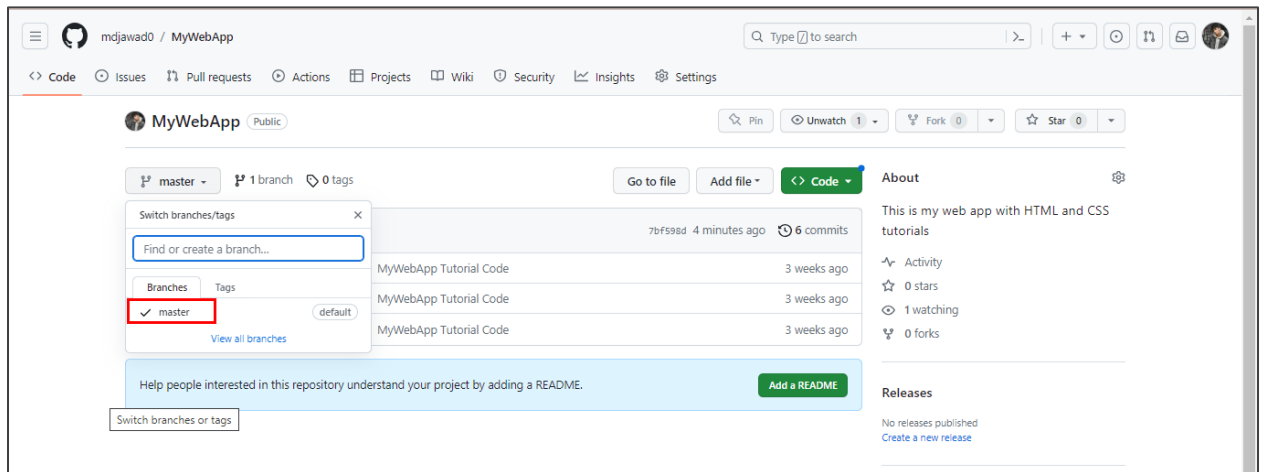 mdjawad0 / MyWebApp
Type / to search
Code Issues Pull requests Actions Projects Wiki Security Insights Settings
MyWebApp Public
Pin Unwatch 1 Fork 0 Star 0
master 1 branch 0 tags Go to file Add file Code
Switch branches/tags
Find or create a branch...
Branches Tags
master default
View all branches
7bf598d 4 minutes ago 6 commits
MyWebApp Tutorial Code 3 weeks ago
MyWebApp Tutorial Code 3 weeks ago
MyWebApp Tutorial Code 3 weeks ago
Help people interested in this repository understand your project by adding a README. Add a README
Switch branches or tags
About
This is my web app with HTML and CSS
tutorials
Activity
0 stars
1 watching
0 forks
Releases
No releases published
Create a new release